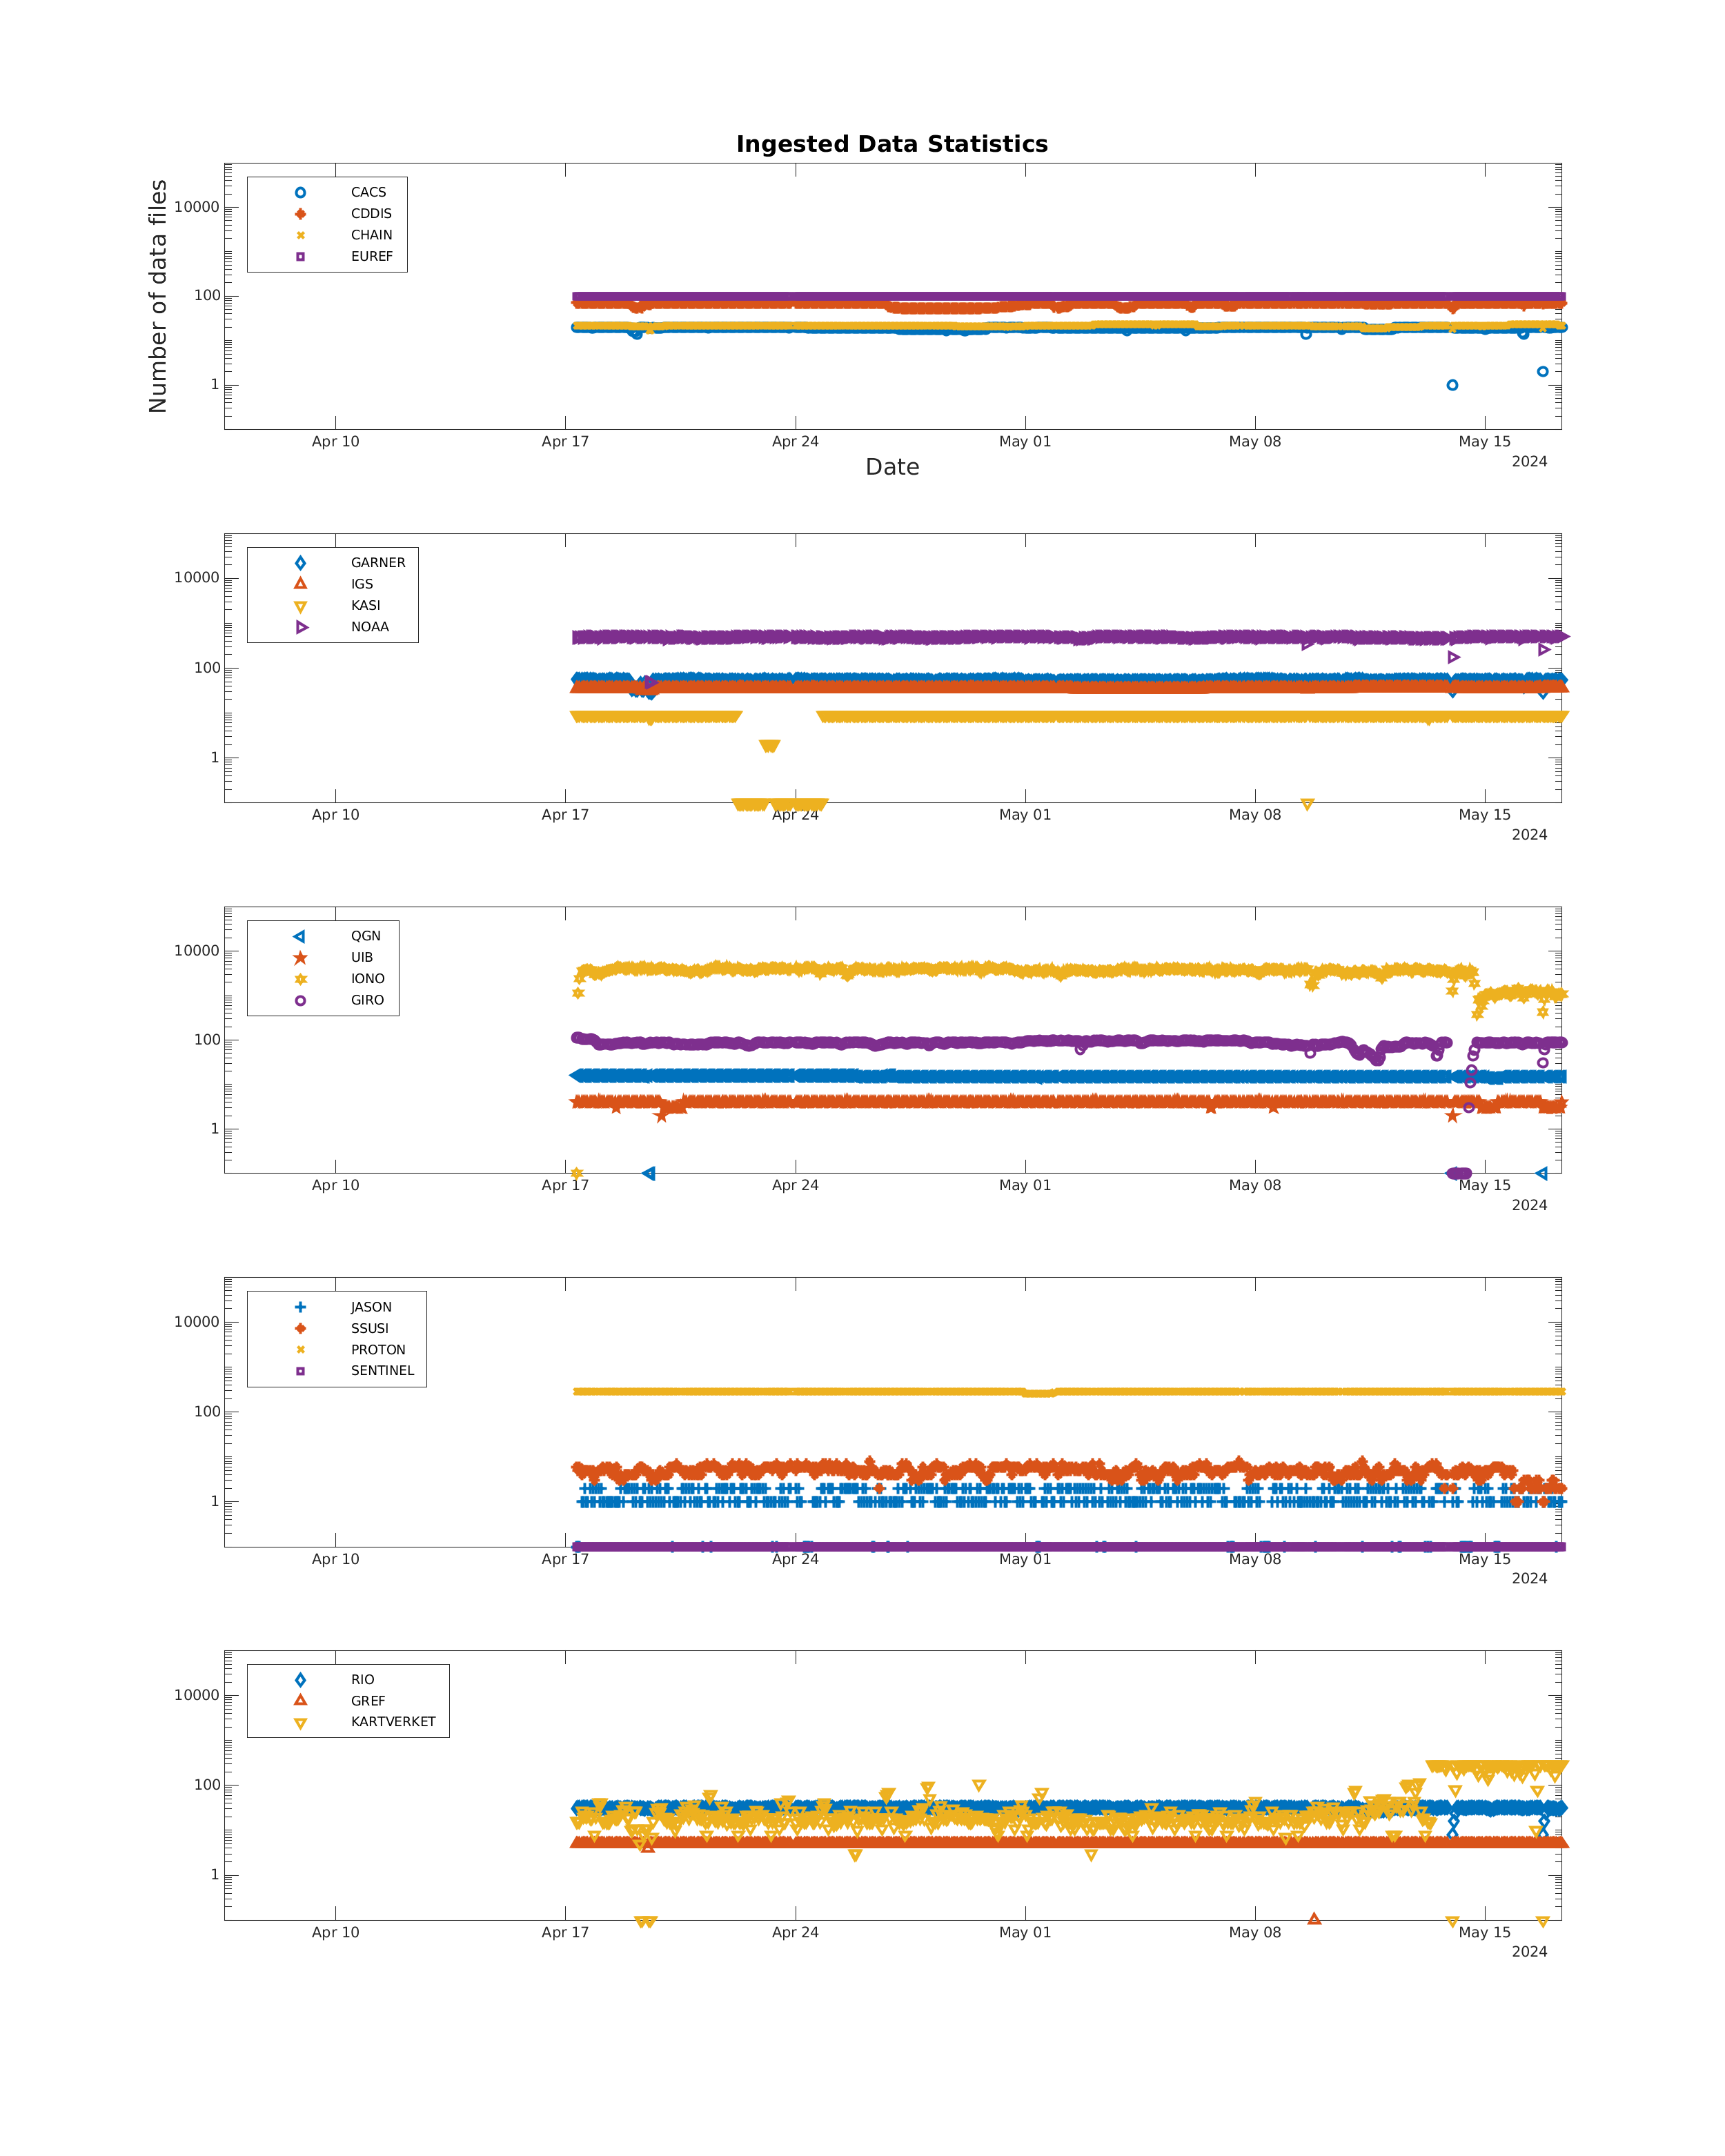 Ingested Data Statistics
Number of data files
10000
100
1
CACS
CDDIS
CHAIN
EUREF
Apr 10 Apr 17 Apr 24 May 01 May 08 May 15
2024
Date
10000
100
1
GARNER
IGS
KASI
NOAA
Apr 10 Apr 17 Apr 24 May 01 May 08 May 15
2024
10000
100
1
QGN
UIB
IONO
GIRO
Apr 10 Apr 17 Apr 24 May 01 May 08 May 15
2024
10000
100
1
JASON
SSUSI
PROTON
SENTINEL
Apr 10 Apr 17 Apr 24 May 01 May 08 May 15
2024
10000
100
1
RIO
GREF
KARTVERKET
Apr 10 Apr 17 Apr 24 May 01 May 08 May 15
2024